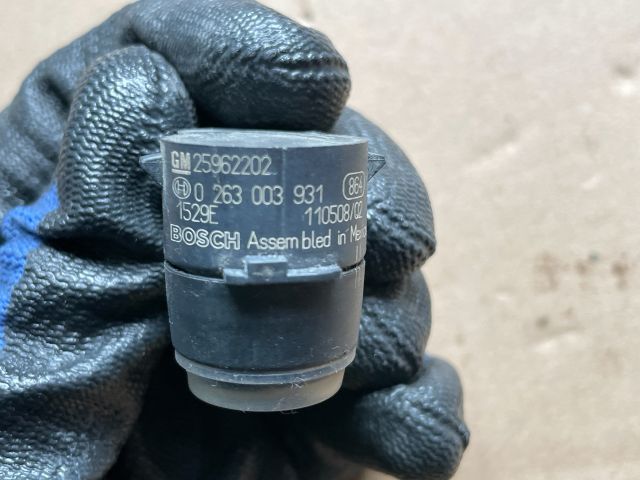 GM 25962202
0 263 003 931 864
1529E 110508/02
BOSCH Assembled in